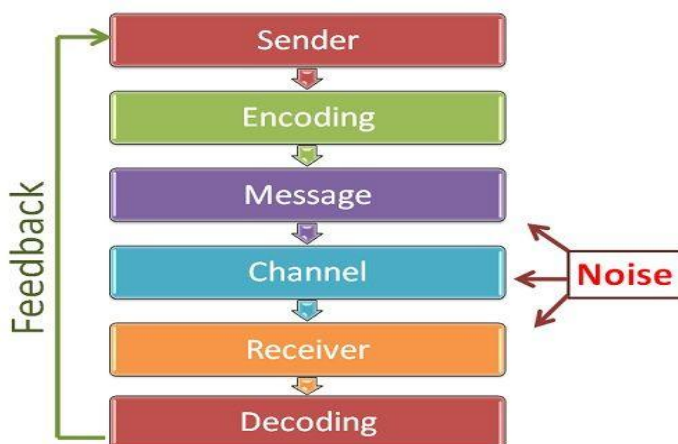 Sender
Encoding
Message
Channel
Noise
Receiver
Decoding
Feedback